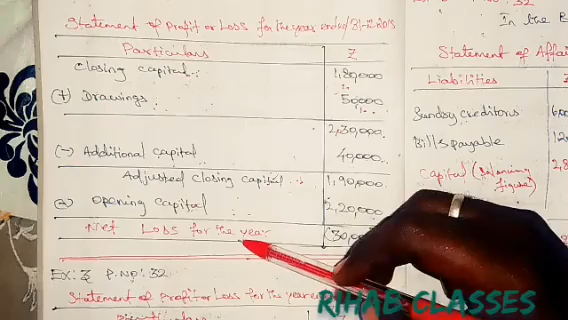 Statement of Profit or Loss for the year ended 31-12-2015
Particulars ₹
Closing capital 1,80,000
(+) Drawings 50,000
2,30,000
(-) Additional capital 40,000
Adjusted closing capital 1,90,000
Opening capital 2,20,000
Net Loss for the year (30,00
EX: 3 P.No: 32
Statement of Profit or Loss for the year en
In the B
Statement of Affai
Liabilities
Sundry creditors
Bills payable
Capital (Balancing
figure)
RIHAB CLASSES